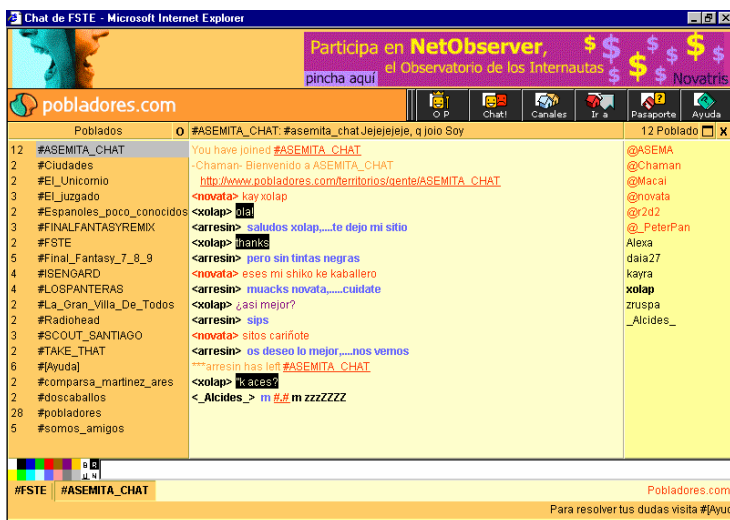 Chat de FSTE - Microsoft Internet Explorer
Participa en NetObserver,
el Observatorio de los Internautas
pincha aquí
Novatris
$ $ $ $ $ $ $ $ $
pobladores.com
O P Chat! Canales Ir a Pasaporte Ayuda
Poblados O #ASEMITA_CHAT: #asemita_chat Jejejejeje, q joio Soy 12 Poblado X
12 #ASEMITA_CHAT
2 #Ciudades
2 #El_Unicornio
3 #El_juzgado
2 #Espanoles_poco_conocidos
3 #FINALFANTASYREMIX
2 #FSTE
5 #Final_Fantasy_7_8_9
4 #ISENGARD
4 #LOSPANTERAS
2 #La_Gran_Villa_De_Todos
2 #Radiohead
3 #SCOUT_SANTIAGO
2 #TAKE_THAT
6 #[Ayuda]
2 #comparsa_martinez_ares
2 #doscaballos
28 #pobladores
5 #somos_amigos
You have joined #ASEMITA_CHAT
-Chaman- Bienvenido a ASEMITA_CHAT
http://www.pobladores.com/territorios/gente/ASEMITA_CHAT
<novata> kay xolap
<xolap> ola!
<arresin> saludos xolap,....te dejo mi sitio
<xolap> thanks
<arresin> pero sin tintas negras
<novata> eses mi shiko ke kaballero
<arresin> muacks novata,.....cuidate
<xolap> ¿asi mejor?
<arresin> sips
<novata> sitos cariñote
<arresin> os deseo lo mejor,....nos vemos
***arresin has left #ASEMITA_CHAT
<xolap> "k aces?
<_Alcides_> m #.# m zzzZZZZ
@ASEMA
@Chaman
@Macai
@novata
@r2d2
@_PeterPan
Alexa
daia27
kayra
xolap
zruspa
_Alcides_
B R
U N
#FSTE #ASEMITA_CHAT Pobladores.com
Para resolver tus dudas visita #[Ayuc